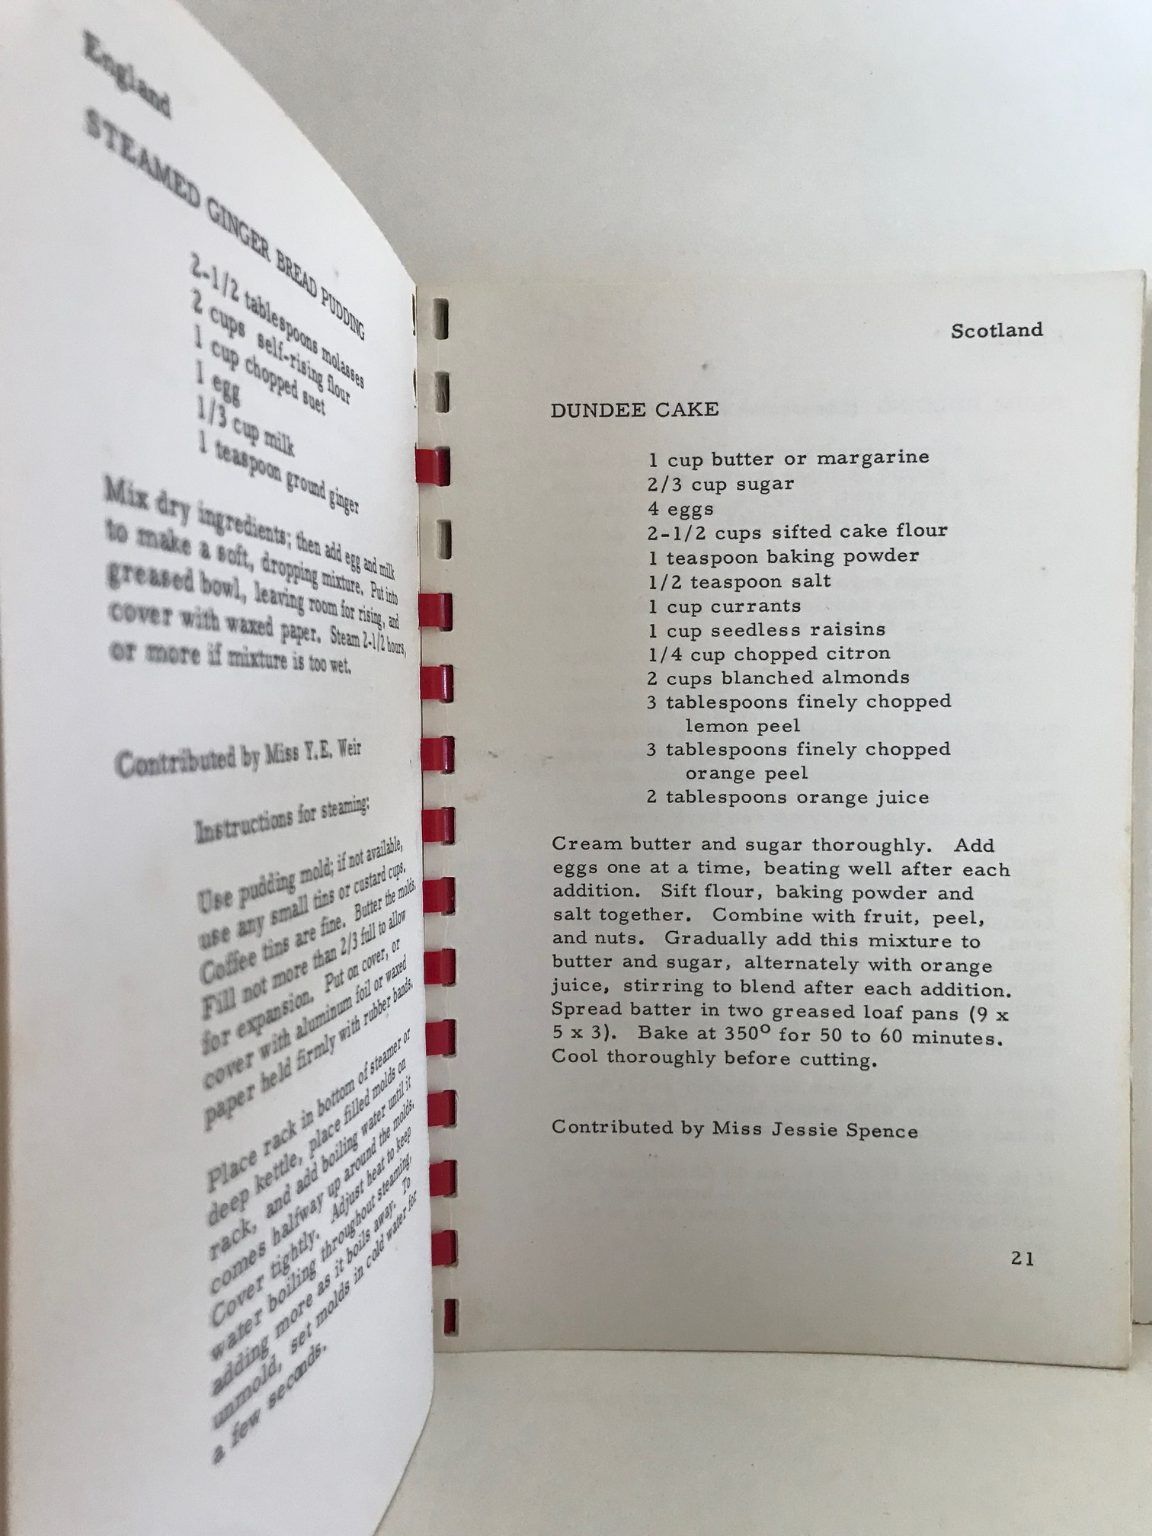 England
STEAMED GINGER BREAD PUDDING
2-1/2 tablespoons molasses
2 cups self-rising flour
1 cup chopped suet
1 egg
1/3 cup milk
1 teaspoon ground ginger
Mix dry ingredients; then add egg and milk
to make a soft, dropping mixture. Put into
greased bowl, leaving room for rising, and
cover with waxed paper. Steam 2-1/2 hours,
or more if mixture is too wet.
Contributed by Miss Y.E. Weir
Instructions for steaming:
Use pudding mold; if not available,
use any small tins or custard cups.
Coffee tins are fine. Butter the molds.
Fill not more than 2/3 full to allow
for expansion. Put on cover, or
cover with aluminum foil or waxed
paper held firmly with rubber bands.
Place rack in bottom of steamer or
deep kettle, place filled molds on
rack, and add boiling water until it
comes halfway up around the molds.
Cover tightly. Adjust heat to keep
water boiling throughout steaming,
adding more as it boils away. To
unmold, set molds in cold water for
a few seconds.
Scotland
DUNDEE CAKE
1 cup butter or margarine
2/3 cup sugar
4 eggs
2-1/2 cups sifted cake flour
1 teaspoon baking powder
1/2 teaspoon salt
1 cup currants
1 cup seedless raisins
1/4 cup chopped citron
2 cups blanched almonds
3 tablespoons finely chopped
lemon peel
3 tablespoons finely chopped
orange peel
2 tablespoons orange juice
Cream butter and sugar thoroughly. Add
eggs one at a time, beating well after each
addition. Sift flour, baking powder and
salt together. Combine with fruit, peel,
and nuts. Gradually add this mixture to
butter and sugar, alternately with orange
juice, stirring to blend after each addition.
Spread batter in two greased loaf pans (9 x
5 x 3). Bake at 350° for 50 to 60 minutes.
Cool thoroughly before cutting.
Contributed by Miss Jessie Spence
21